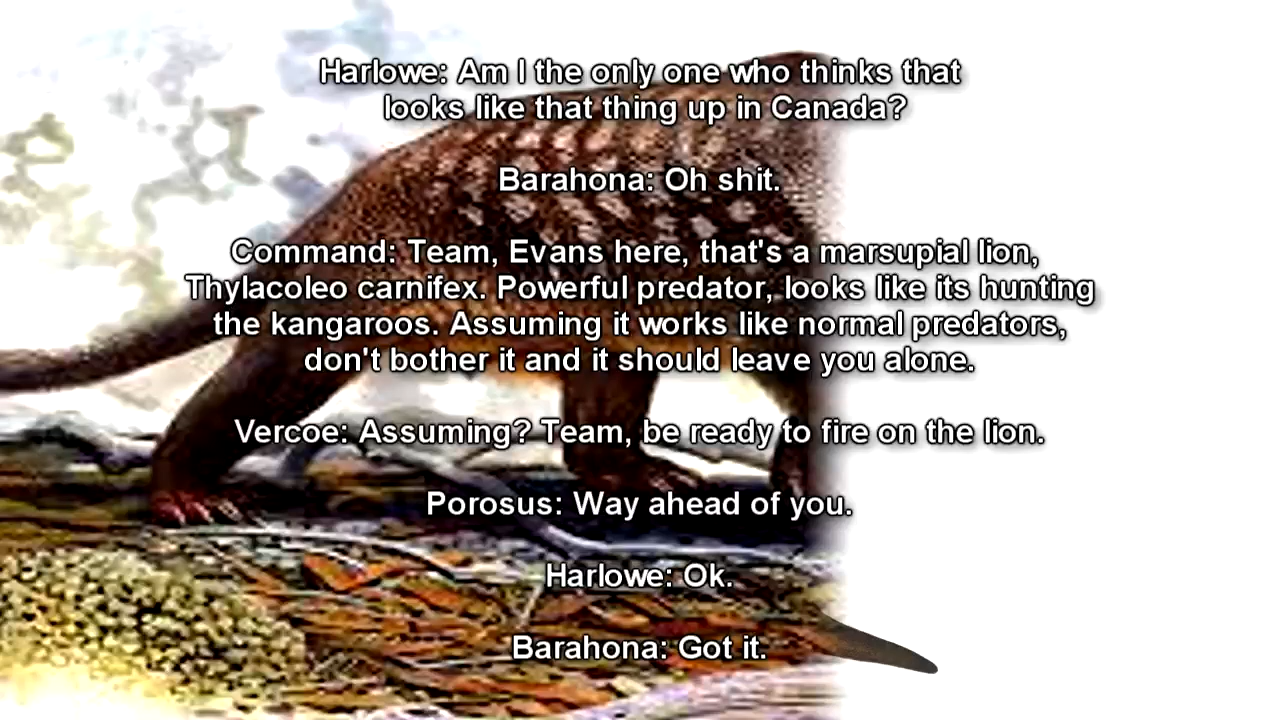 Harlowe: Am I the only one who thinks that
looks like that thing up in Canada?
Barahona: Oh shit.
Command: Team, Evans here, that's a marsupial lion,
Thylacoleo carnifex. Powerful predator, looks like its hunting
the kangaroos. Assuming it works like normal predators,
don't bother it and it should leave you alone.
Vercoe: Assuming? Team, be ready to fire on the lion.
Porosus: Way ahead of you.
Harlowe: Ok.
Barahona: Got it.